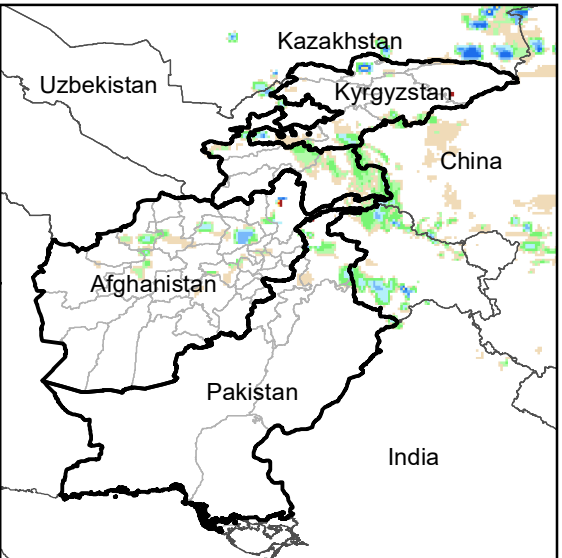 Kazakhstan
Uzbekistan
Kyrgyzstan
China
Afghanistan
Pakistan
India